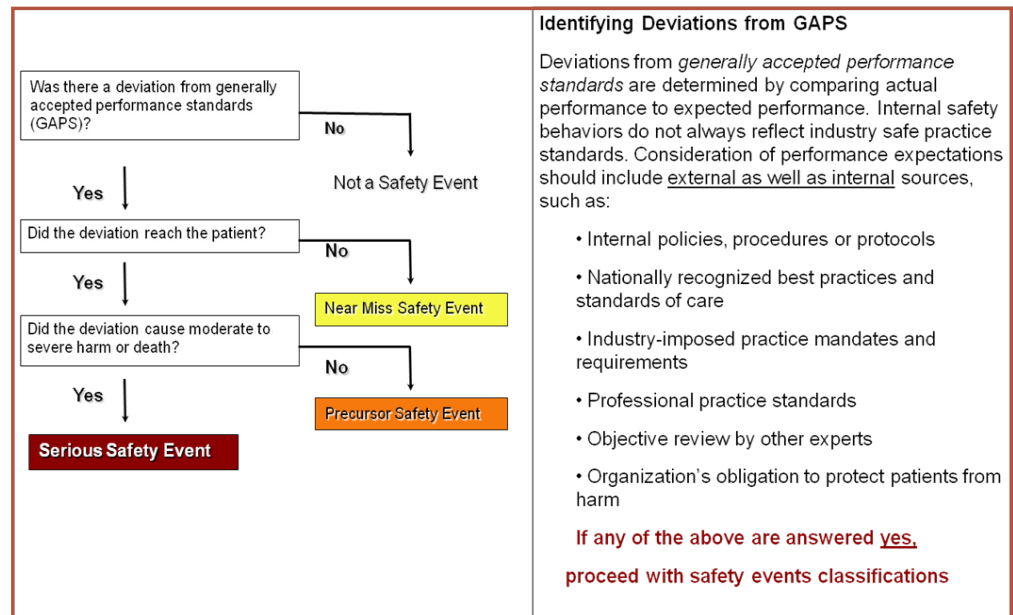 Was there a deviation from generally
accepted performance standards
(GAPS)?
No
Not a Safety Event
Yes
Did the deviation reach the patient?
No
Near Miss Safety Event
Yes
Did the deviation cause moderate to
severe harm or death?
No
Precursor Safety Event
Yes
Serious Safety Event
Identifying Deviations from GAPS
Deviations from generally accepted performance
standards are determined by comparing actual
performance to expected performance. Internal safety
behaviors do not always reflect industry safe practice
standards. Consideration of performance expectations
should include external as well as internal sources,
such as:
• Internal policies, procedures or protocols
• Nationally recognized best practices and
standards of care
• Industry-imposed practice mandates and
requirements
• Professional practice standards
• Objective review by other experts
• Organization’s obligation to protect patients from
harm
If any of the above are answered yes,
proceed with safety events classifications